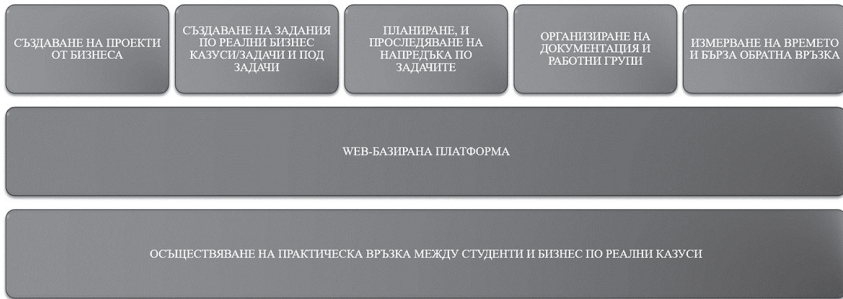 СЪЗДАВАНЕ НА ПРОЕКТИ
ОТ БИЗНЕСА
СЪЗДАВАНЕ НА ЗАДАНИЯ
ПО РЕАЛНИ БИЗНЕС
КАЗУСИ/ЗАДАЧИ И ПОД
ЗАДАЧИ
ПЛАНИРАНЕ, И
ПРОСЛЕДЯВАНЕ НА
НАПРЕДЪКА ПО
ЗАДАЧИТЕ
ОРГАНИЗИРАНЕ НА
ДОКУМЕНТАЦИЯ И
РАБОТНИ ГРУПИ
ИЗМЕРВАНЕ НА ВРЕМЕТО
И БЪРЗА ОБРАТНА ВРЪЗКА
WEB-БАЗИРАНА ПЛАТФОРМА
ОСЪЩЕСТВЯВАНЕ НА ПРАКТИЧЕСКА ВРЪЗКА МЕЖДУ СТУДЕНТИ И БИЗНЕС ПО РЕАЛНИ КАЗУСИ